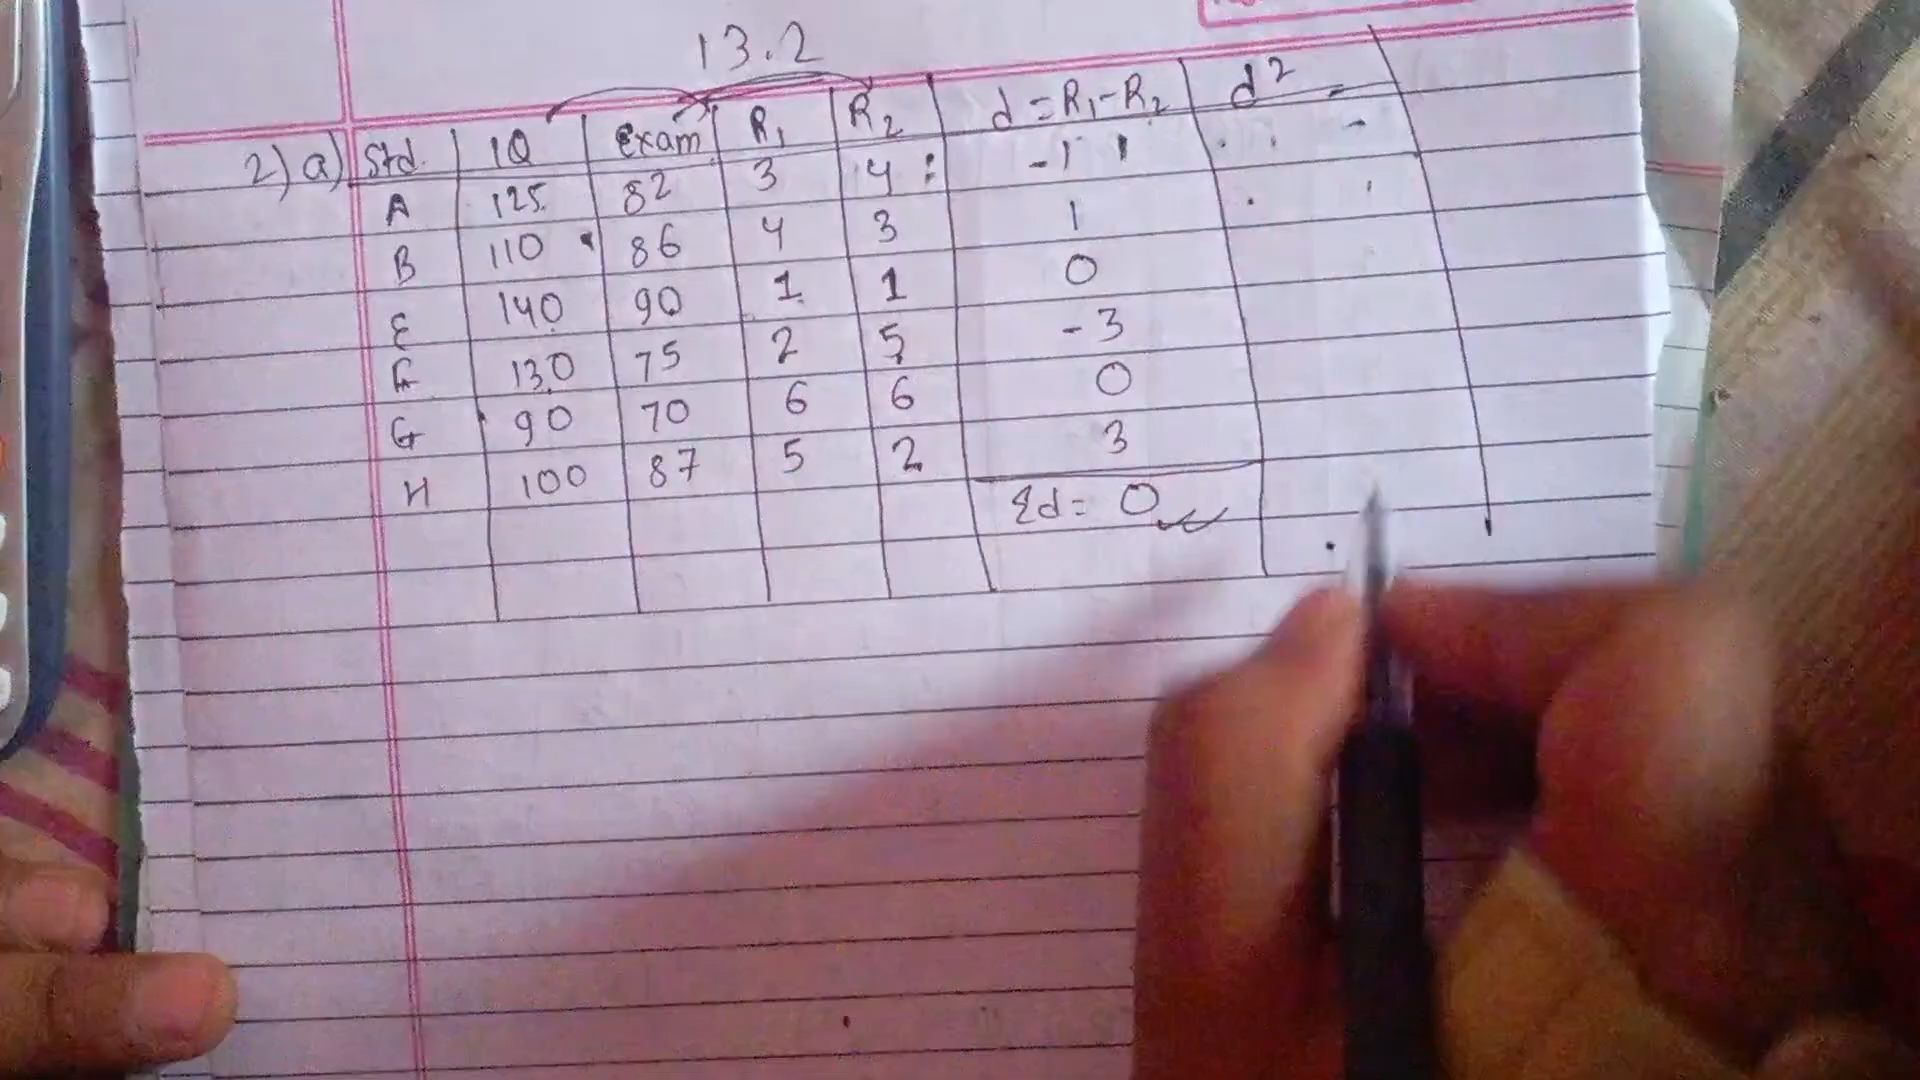 13.2
2) a) Std. IQ Exam R1 R2 d = R1-R2 d²
A 125 82 3 4 -1
B 110 86 4 3 1
E 140 90 1 1 0
F 130 75 2 5 -3
G 90 70 6 6 0
H 100 87 5 2 3
Σd = 0